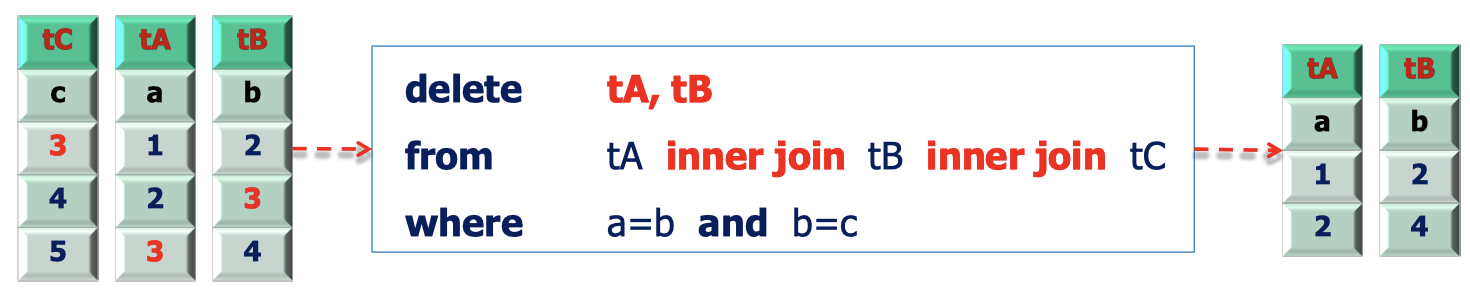 tC tA tB
c a b
3 1 2
4 2 3
5 3 4
delete tA, tB
from tA inner join tB inner join tC
where a=b and b=c
tA tB
a b
1 2
2 4